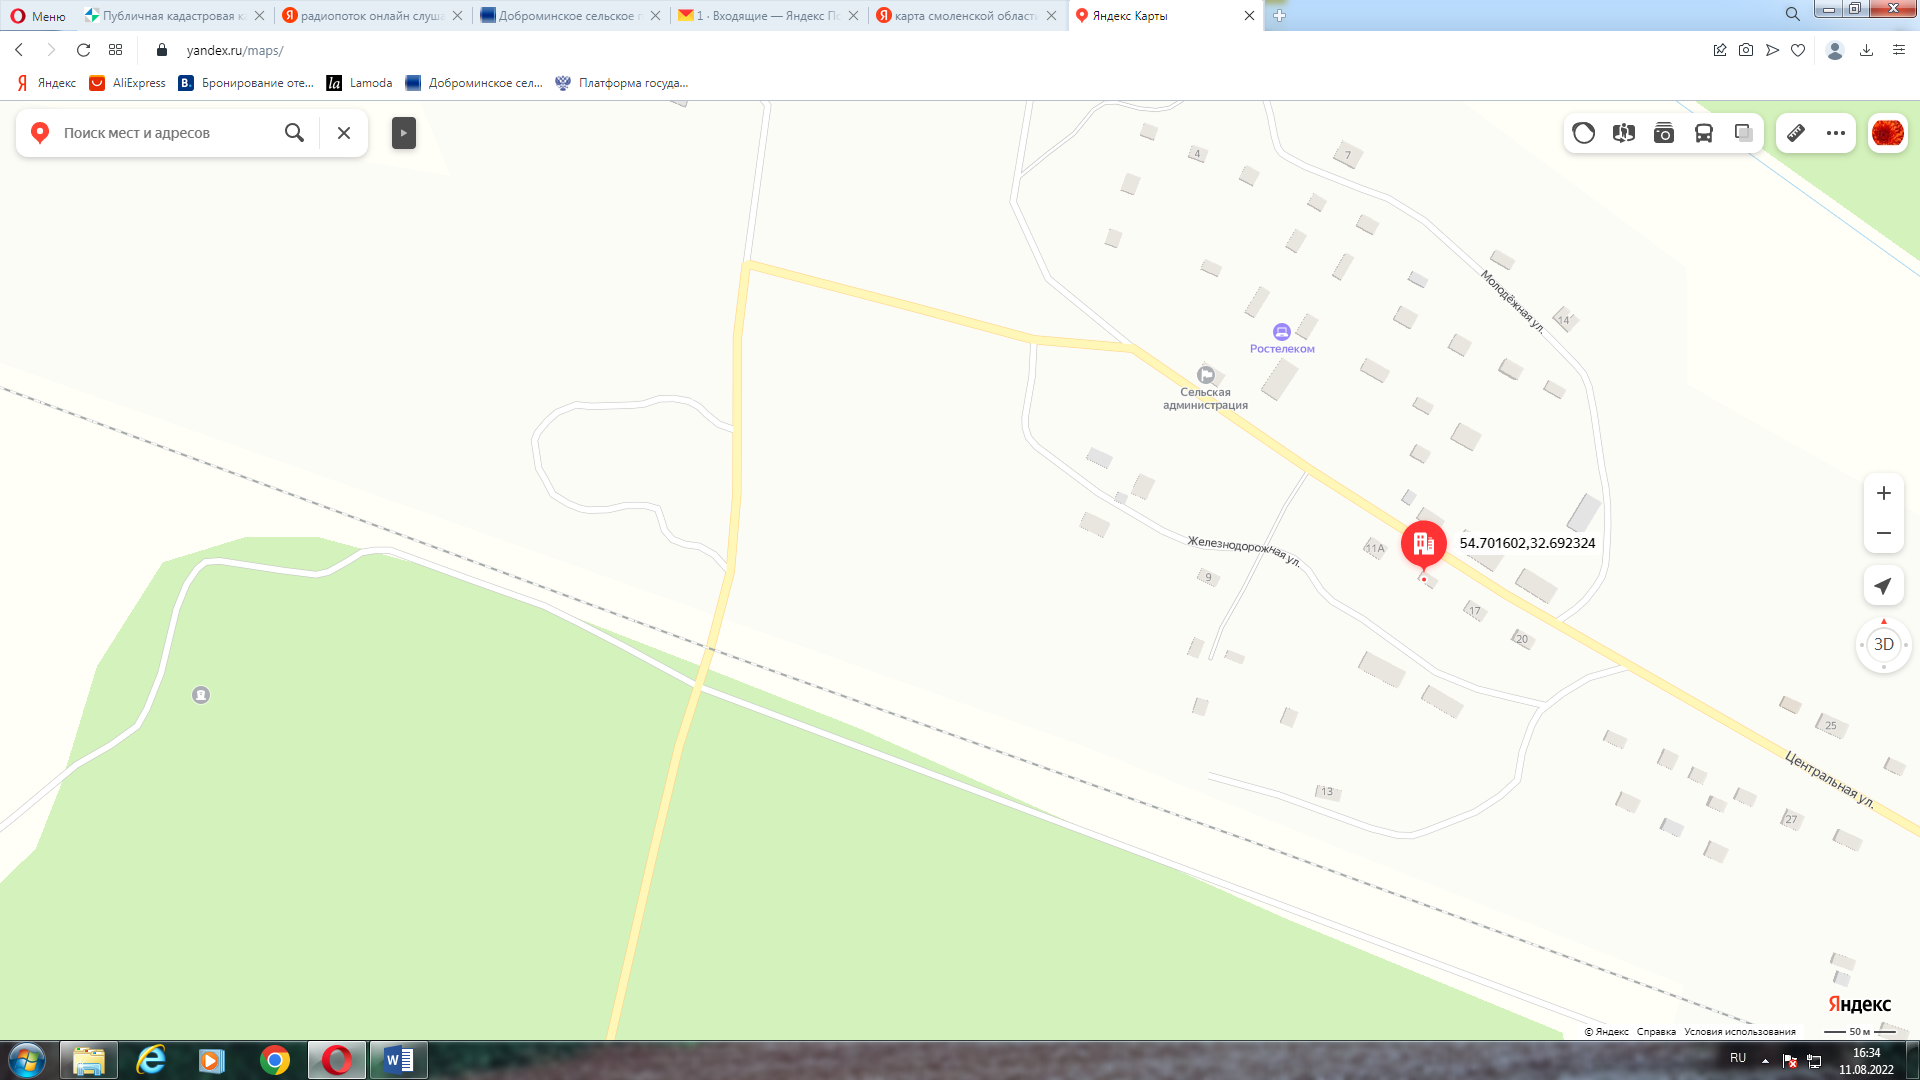 Меню
Публичная кадастровая к
радиопоток онлайн слуша
Доброминское сельское п
1 · Входящие — Яндекс По
карта смоленской области
Яндекс Карты
yandex.ru/maps/
Яндекс
AliExpress
Бронирование оте...
Lamoda
Доброминское сел...
Платформа госуда...
Поиск мест и адресов
4
7
Молодёжная ул.
14
Ростелеком
Сельская
администрация
Железнодорожная ул.
11А
54.701602,32.692324
9
17
20
3D
25
13
Центральная ул.
27
Яндекс
© Яндекс Справка Условия использования
50 м
RU
16:34
11.08.2022